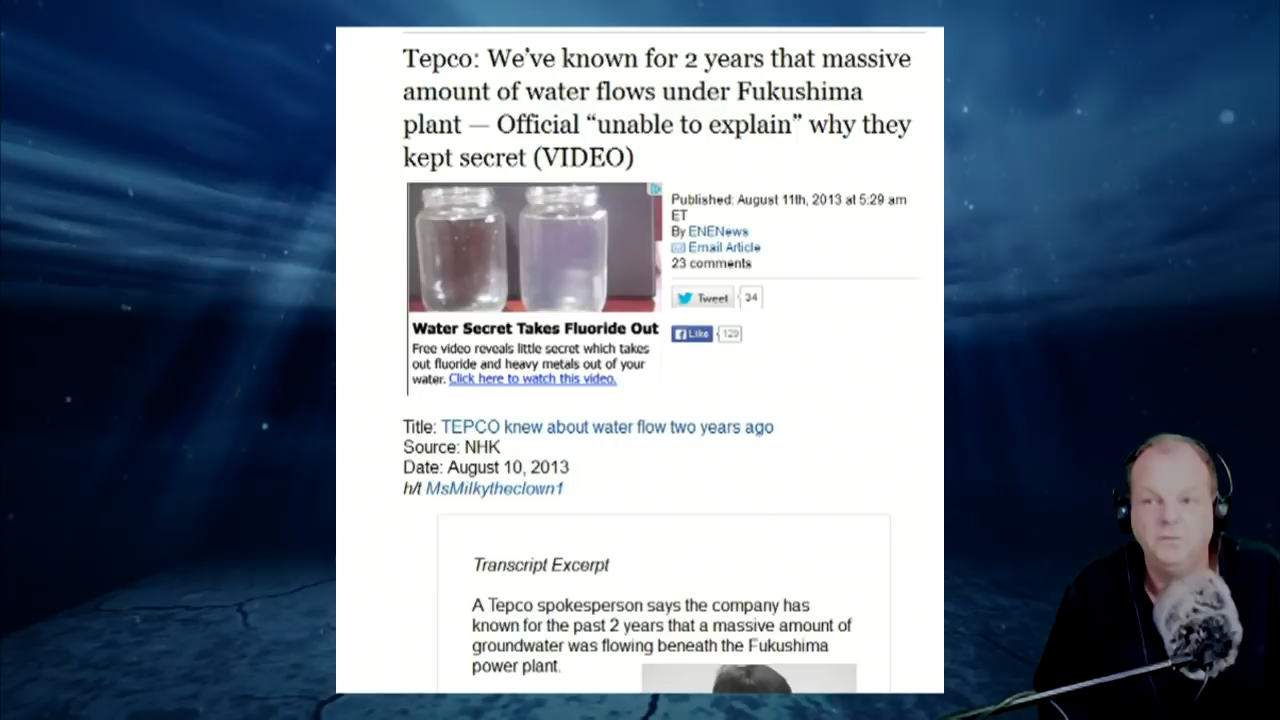 Tepco: We've known for 2 years that massive
amount of water flows under Fukushima
plant — Official “unable to explain” why they
kept secret (VIDEO)
Published: August 11th, 2013 at 5:29 am
ET
By ENENews
Email Article
23 comments
Tweet 34
Like 129
Water Secret Takes Fluoride Out
Free video reveals little secret which takes
out fluoride and heavy metals out of your
water. Click here to watch this video.
Title: TEPCO knew about water flow two years ago
Source: NHK
Date: August 10, 2013
h/t MsMilkytheclown1
Transcript Excerpt
A Tepco spokesperson says the company has
known for the past 2 years that a massive amount of
groundwater was flowing beneath the Fukushima
power plant.